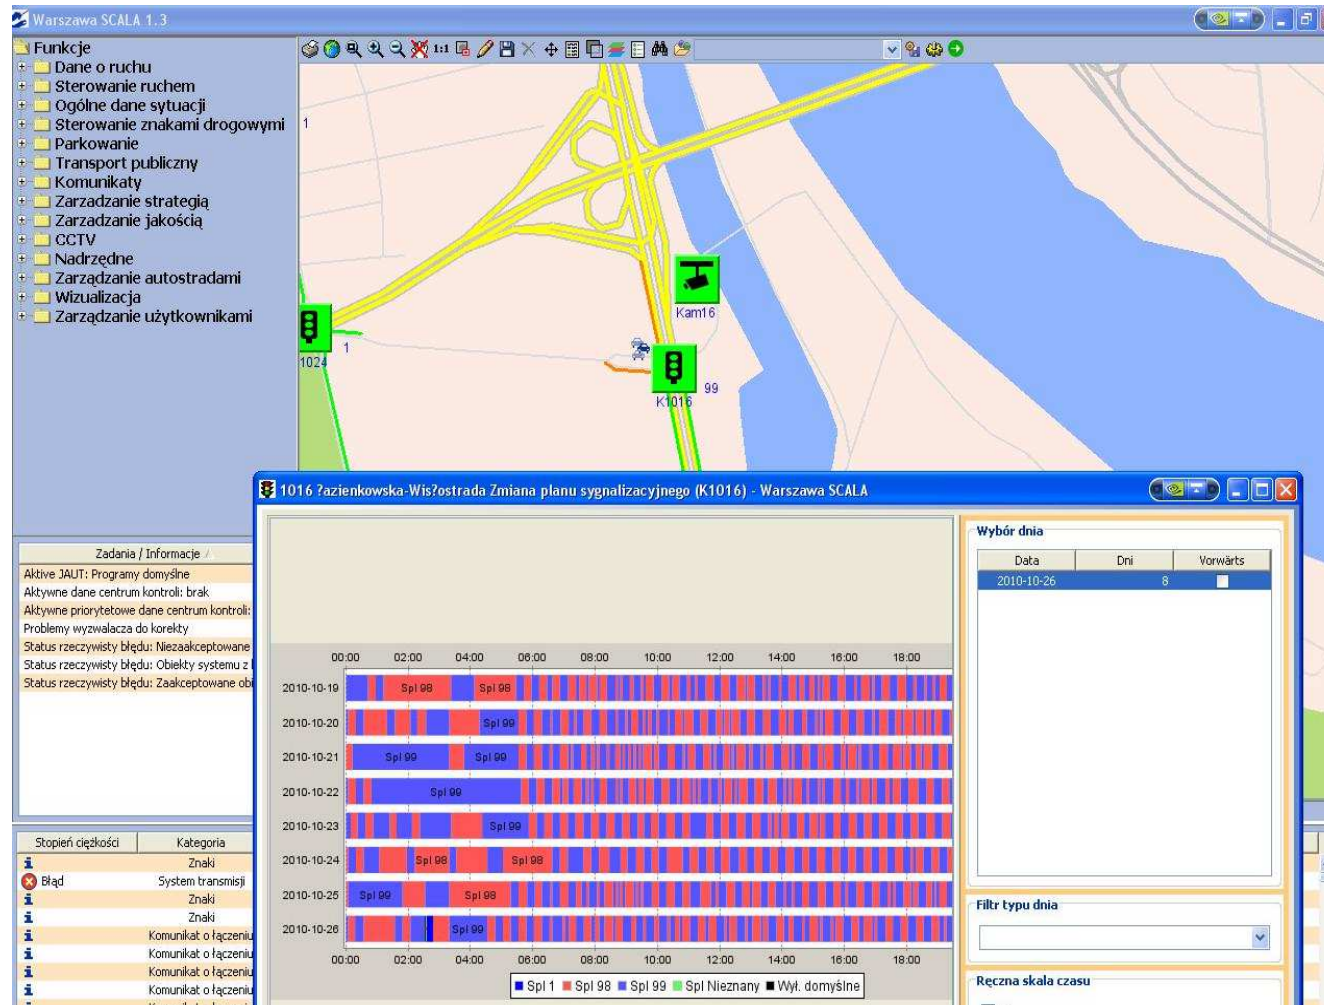 Warszawa SCALA 1.3
Funkcje
Dane o ruchu
Sterowanie ruchem
Ogólne dane sytuacji
Sterowanie znakami drogowymi
Parkowanie
Transport publiczny
Komunikaty
Zarzadzanie strategią
Zarzadzanie jakością
CCTV
Nadrzędne
Zarządzanie autostradami
Wizualizacja
Zarządzanie użytkownikami
1:1
1
Kam16
1
1024
99
K1016
1016 ?azienkowska-Wis?ostrada Zmiana planu sygnalizacyjnego (K1016) - Warszawa SCALA
Zadania / Informacje
Aktive JAUT: Programy domyślne
Aktywne dane centrum kontroli: brak
Aktywne priorytetowe dane centrum kontroli:
Problemy wyzwalacza do korekty
Status rzeczywisty błędu: Niezaakceptowane
Status rzeczywisty błędu: Obiekty systemu z
Status rzeczywisty błędu: Zaakceptowane obi
Stopień ciężkości Kategoria
Znaki
Błąd System transmisji
Znaki
Znaki
Komunikat o łączeniu
Komunikat o łączeniu
Komunikat o łączeniu
Komunikat o łączeniu
00:00 02:00 04:00 06:00 08:00 10:00 12:00 14:00 16:00 18:00
2010-10-19 Spl 98 Spl 98
2010-10-20 Spl 99
2010-10-21 Spl 99 Spl 99
2010-10-22 Spl 99
2010-10-23 Spl 99
2010-10-24 Spl 98 Spl 98
2010-10-25 Spl 99 Spl 98
2010-10-26 Spl 99
00:00 02:00 04:00 06:00 08:00 10:00 12:00 14:00 16:00 18:00
Spl 1 Spl 98 Spl 99 Spl Nieznany Wył. domyślne
Wybór dnia
Data Dni Vorwärts
2010-10-26 8
Filtr typu dnia
Ręczna skala czasu